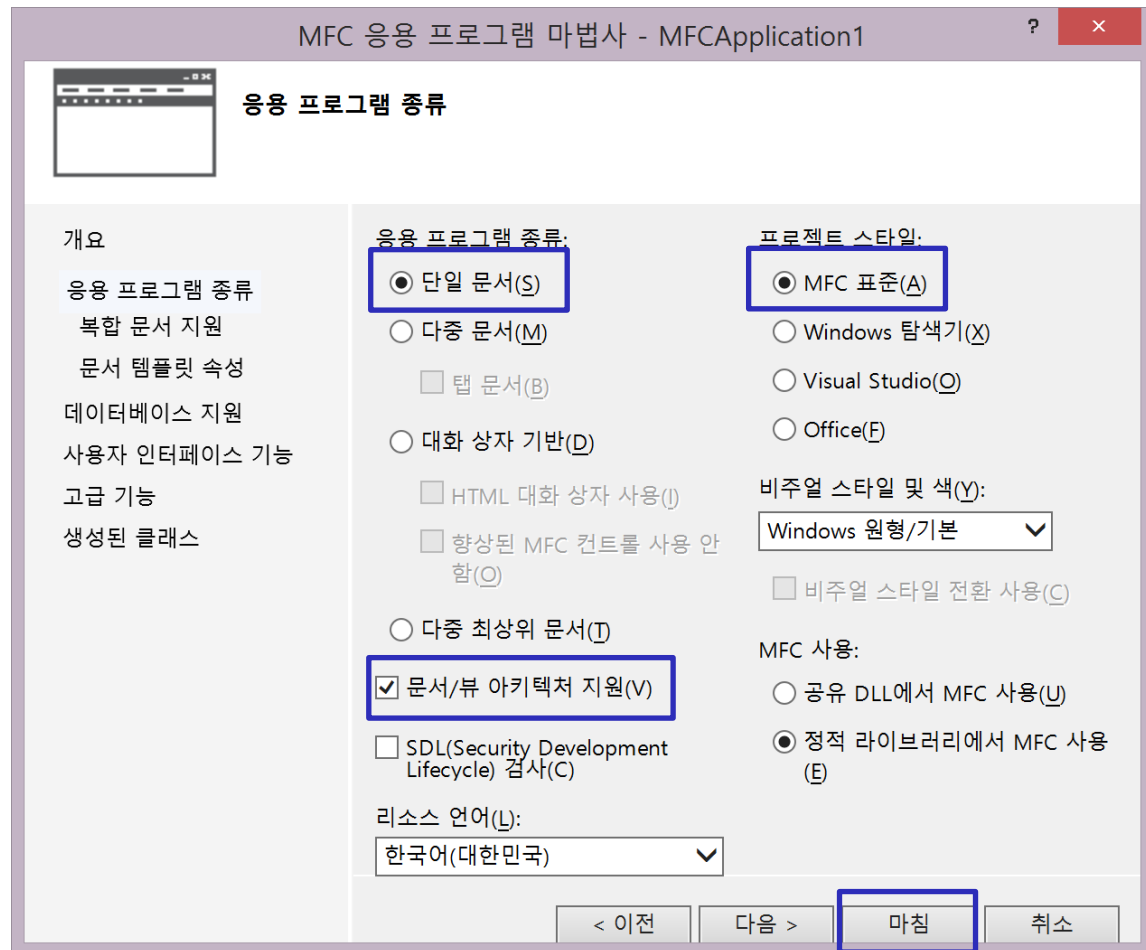 MFC 응용 프로그램 마법사 - MFCApplication1
?
응용 프로그램 종류
개요
응용 프로그램 종류
복합 문서 지원
문서 템플릿 속성
데이터베이스 지원
사용자 인터페이스 기능
고급 기능
생성된 클래스
응용 프로그램 종류:
단일 문서(S)
다중 문서(M)
탭 문서(B)
대화 상자 기반(D)
HTML 대화 상자 사용(I)
향상된 MFC 컨트롤 사용 안
함(O)
다중 최상위 문서(T)
문서/뷰 아키텍처 지원(V)
SDL(Security Development
Lifecycle) 검사(C)
리소스 언어(L):
한국어(대한민국)
프로젝트 스타일:
MFC 표준(A)
Windows 탐색기(X)
Visual Studio(O)
Office(F)
비주얼 스타일 및 색(Y):
Windows 원형/기본
비주얼 스타일 전환 사용(C)
MFC 사용:
공유 DLL에서 MFC 사용(U)
정적 라이브러리에서 MFC 사용
(E)
< 이전
다음 >
마침
취소